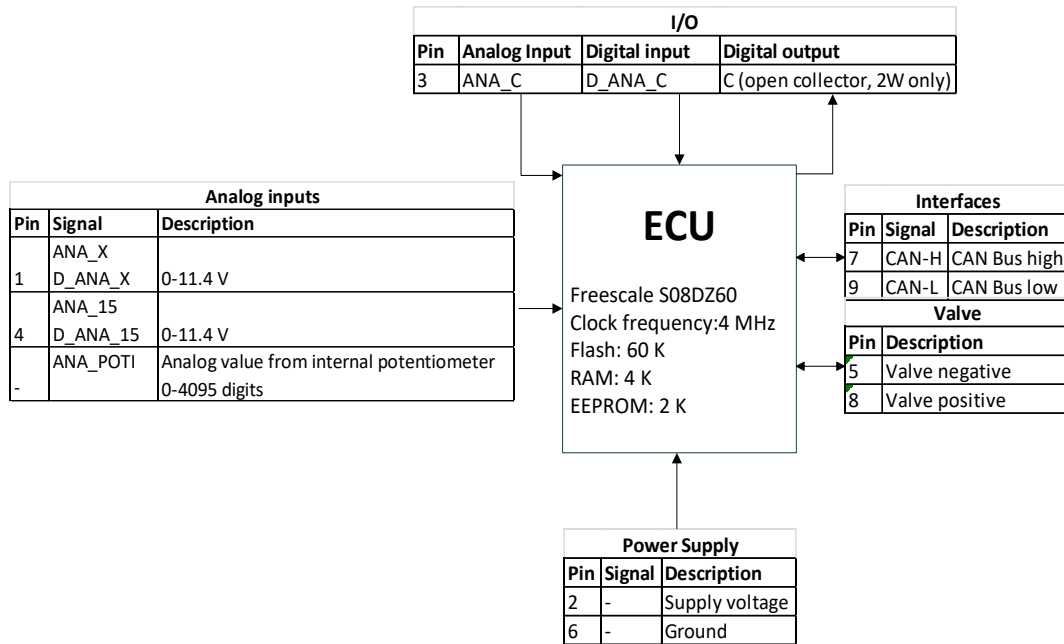 I/O
Pin Analog Input Digital input Digital output
3 ANA_C D_ANA_C C (open collector, 2W only)
Analog inputs
Pin Signal Description
ANA_X
1 D_ANA_X 0-11.4 V
ANA_15
4 D_ANA_15 0-11.4 V
ANA_POTI Analog value from internal potentiometer
- 0-4095 digits
ECU
Freescale S08DZ60
Clock frequency:4 MHz
Flash: 60 K
RAM: 4 K
EEPROM: 2 K
Interfaces
Pin Signal Description
7 CAN-H CAN Bus high
9 CAN-L CAN Bus low
Valve
Pin Description
5 Valve negative
8 Valve positive
Power Supply
Pin Signal Description
2 - Supply voltage
6 - Ground